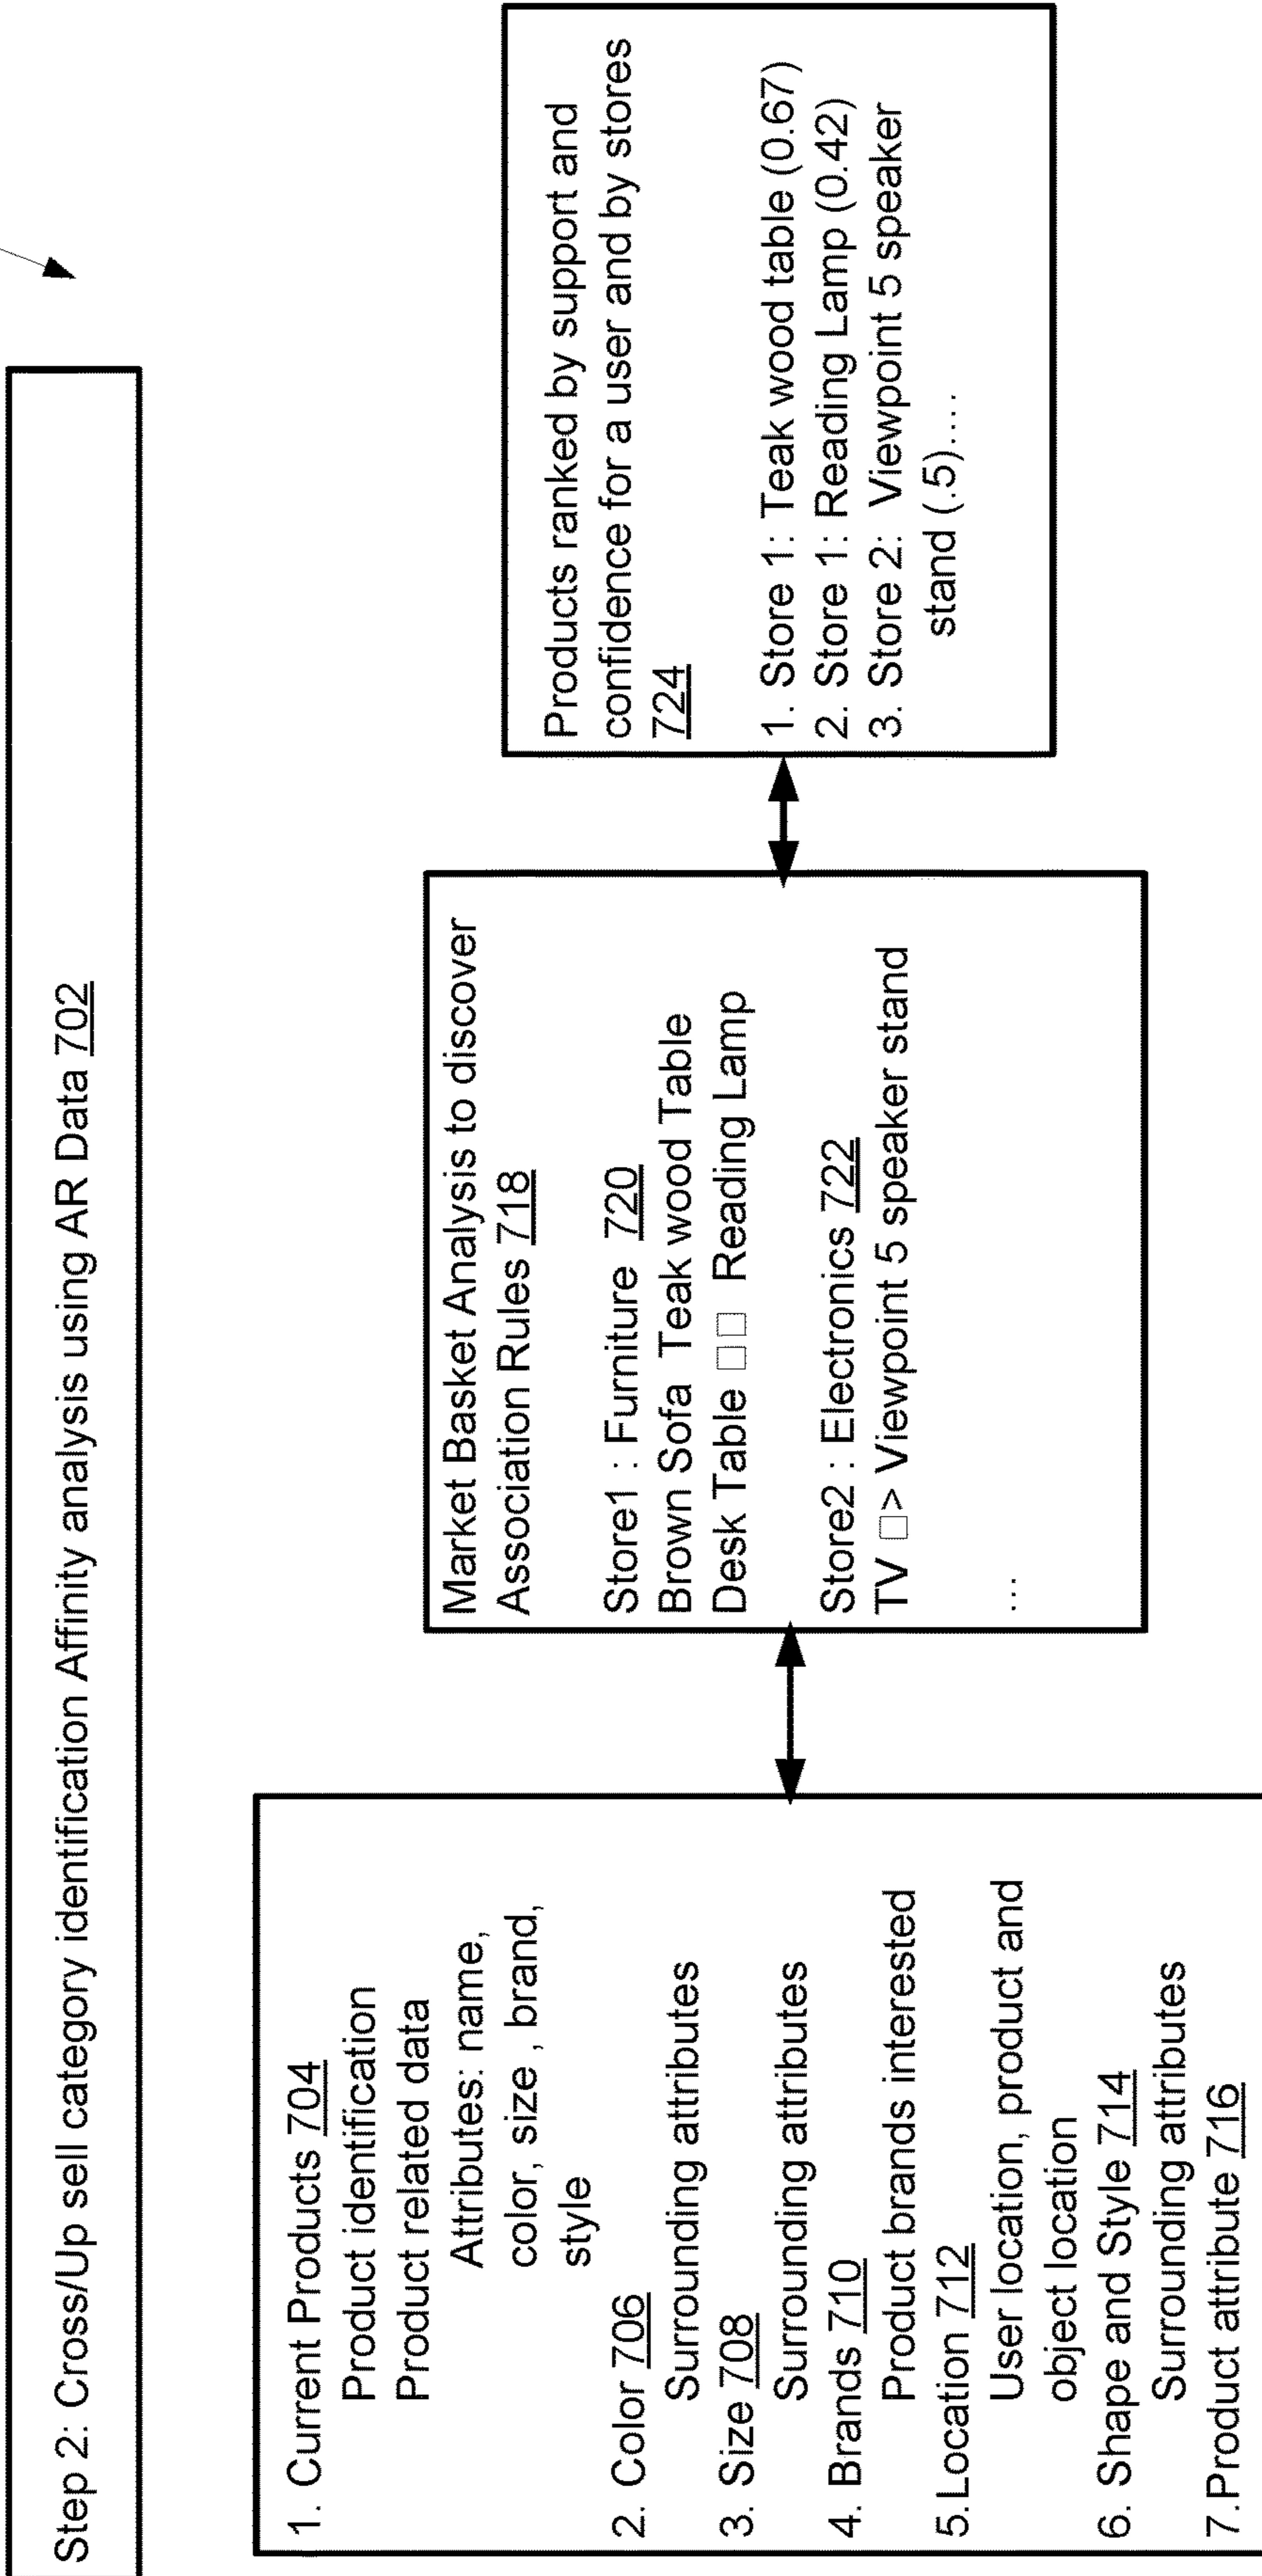 Step 2: Cross/Up sell category identification Affinity analysis using AR Data 702
1. Current Products 704
Product identification
Product related data
Attributes: name,
color, size , brand,
style
2. Color 706
Surrounding attributes
3. Size 708
Surrounding attributes
4. Brands 710
Product brands interested
5.Location 712
User location, product and
object location
6. Shape and Style 714
Surrounding attributes
7.Product attribute 716
Market Basket Analysis to discover
Association Rules 718
Store1 : Furniture 720
Brown Sofa Teak wood Table
Desk Table □□ Reading Lamp
Store2 : Electronics 722
TV □> Viewpoint 5 speaker stand
...
Products ranked by support and
confidence for a user and by stores
724
1. Store 1: Teak wood table (0.67)
2. Store 1: Reading Lamp (0.42)
3. Store 2: Viewpoint 5 speaker
stand (.5)....